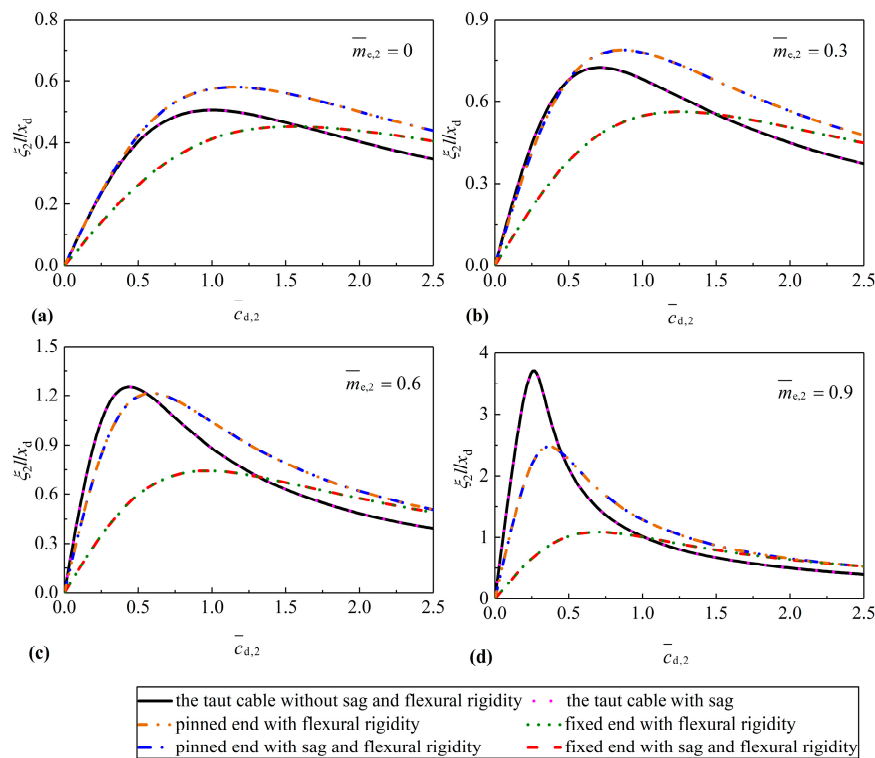 m̅e,2 = 0
ξ2l/xd
0.8
0.6
0.4
0.2
0.0
0.0 0.5 1.0 1.5 2.0 2.5
(a)
c̅d,2
m̅e,2 = 0.3
ξ2l/xd
0.9
0.6
0.3
0.0
0.0 0.5 1.0 1.5 2.0 2.5
(b)
c̅d,2
m̅e,2 = 0.6
ξ2l/xd
1.5
1.2
0.9
0.6
0.3
0.0
0.0 0.5 1.0 1.5 2.0 2.5
(c)
c̅d,2
m̅e,2 = 0.9
ξ2l/xd
4
3
2
1
0
0.0 0.5 1.0 1.5 2.0 2.5
(d)
c̅d,2
the taut cable without sag and flexural rigidity
the taut cable with sag
pinned end with flexural rigidity
fixed end with flexural rigidity
pinned end with sag and flexural rigidity
fixed end with sag and flexural rigidity